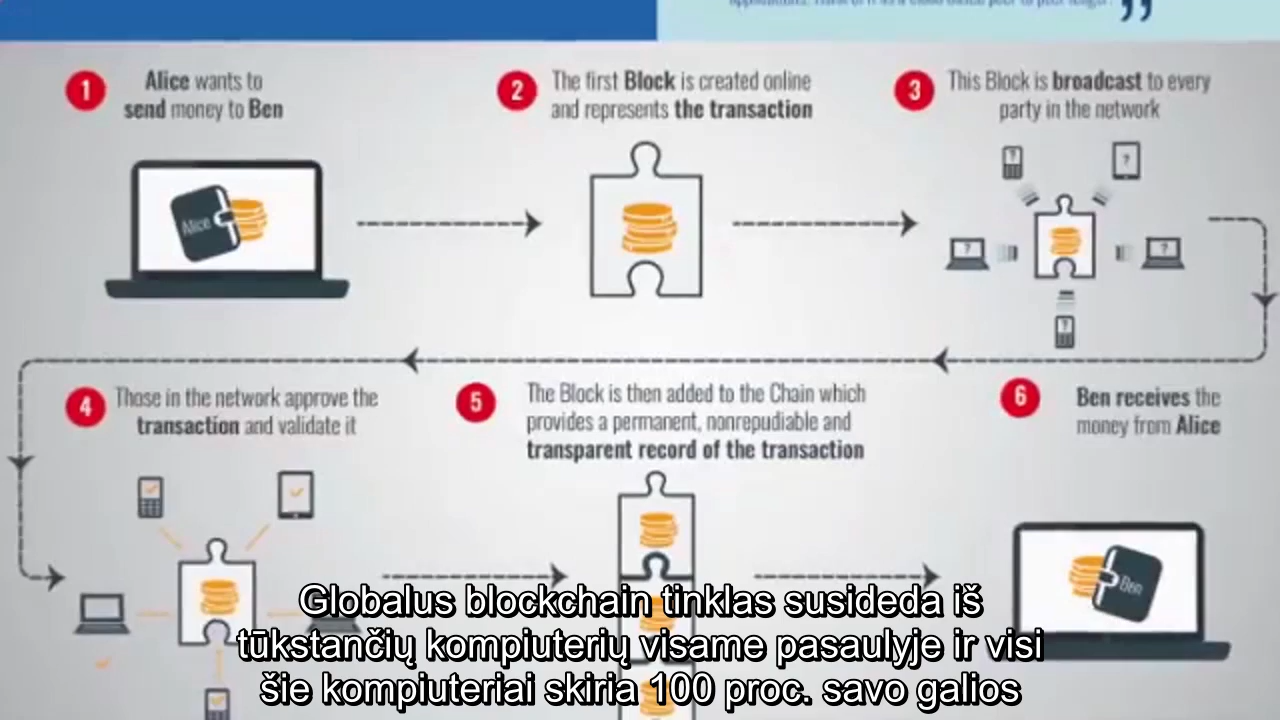 1
Alice wants to
send money to Ben
2
The first Block is created online
and represents the transaction
3
This Block is broadcast to every
party in the network
Alice
?
?
?
?
?
4
Those in the network approve the
transaction and validate it
5
The Block is then added to the Chain which
provides a permanent, nonrepudiable and
transparent record of the transaction
6
Ben receives the
money from Alice
Ben
Globalus blockchain tinklas susideda iš
tūkstančių kompiuterių visame pasaulyje ir visi
šie kompiuteriai skiria 100 proc. savo galios